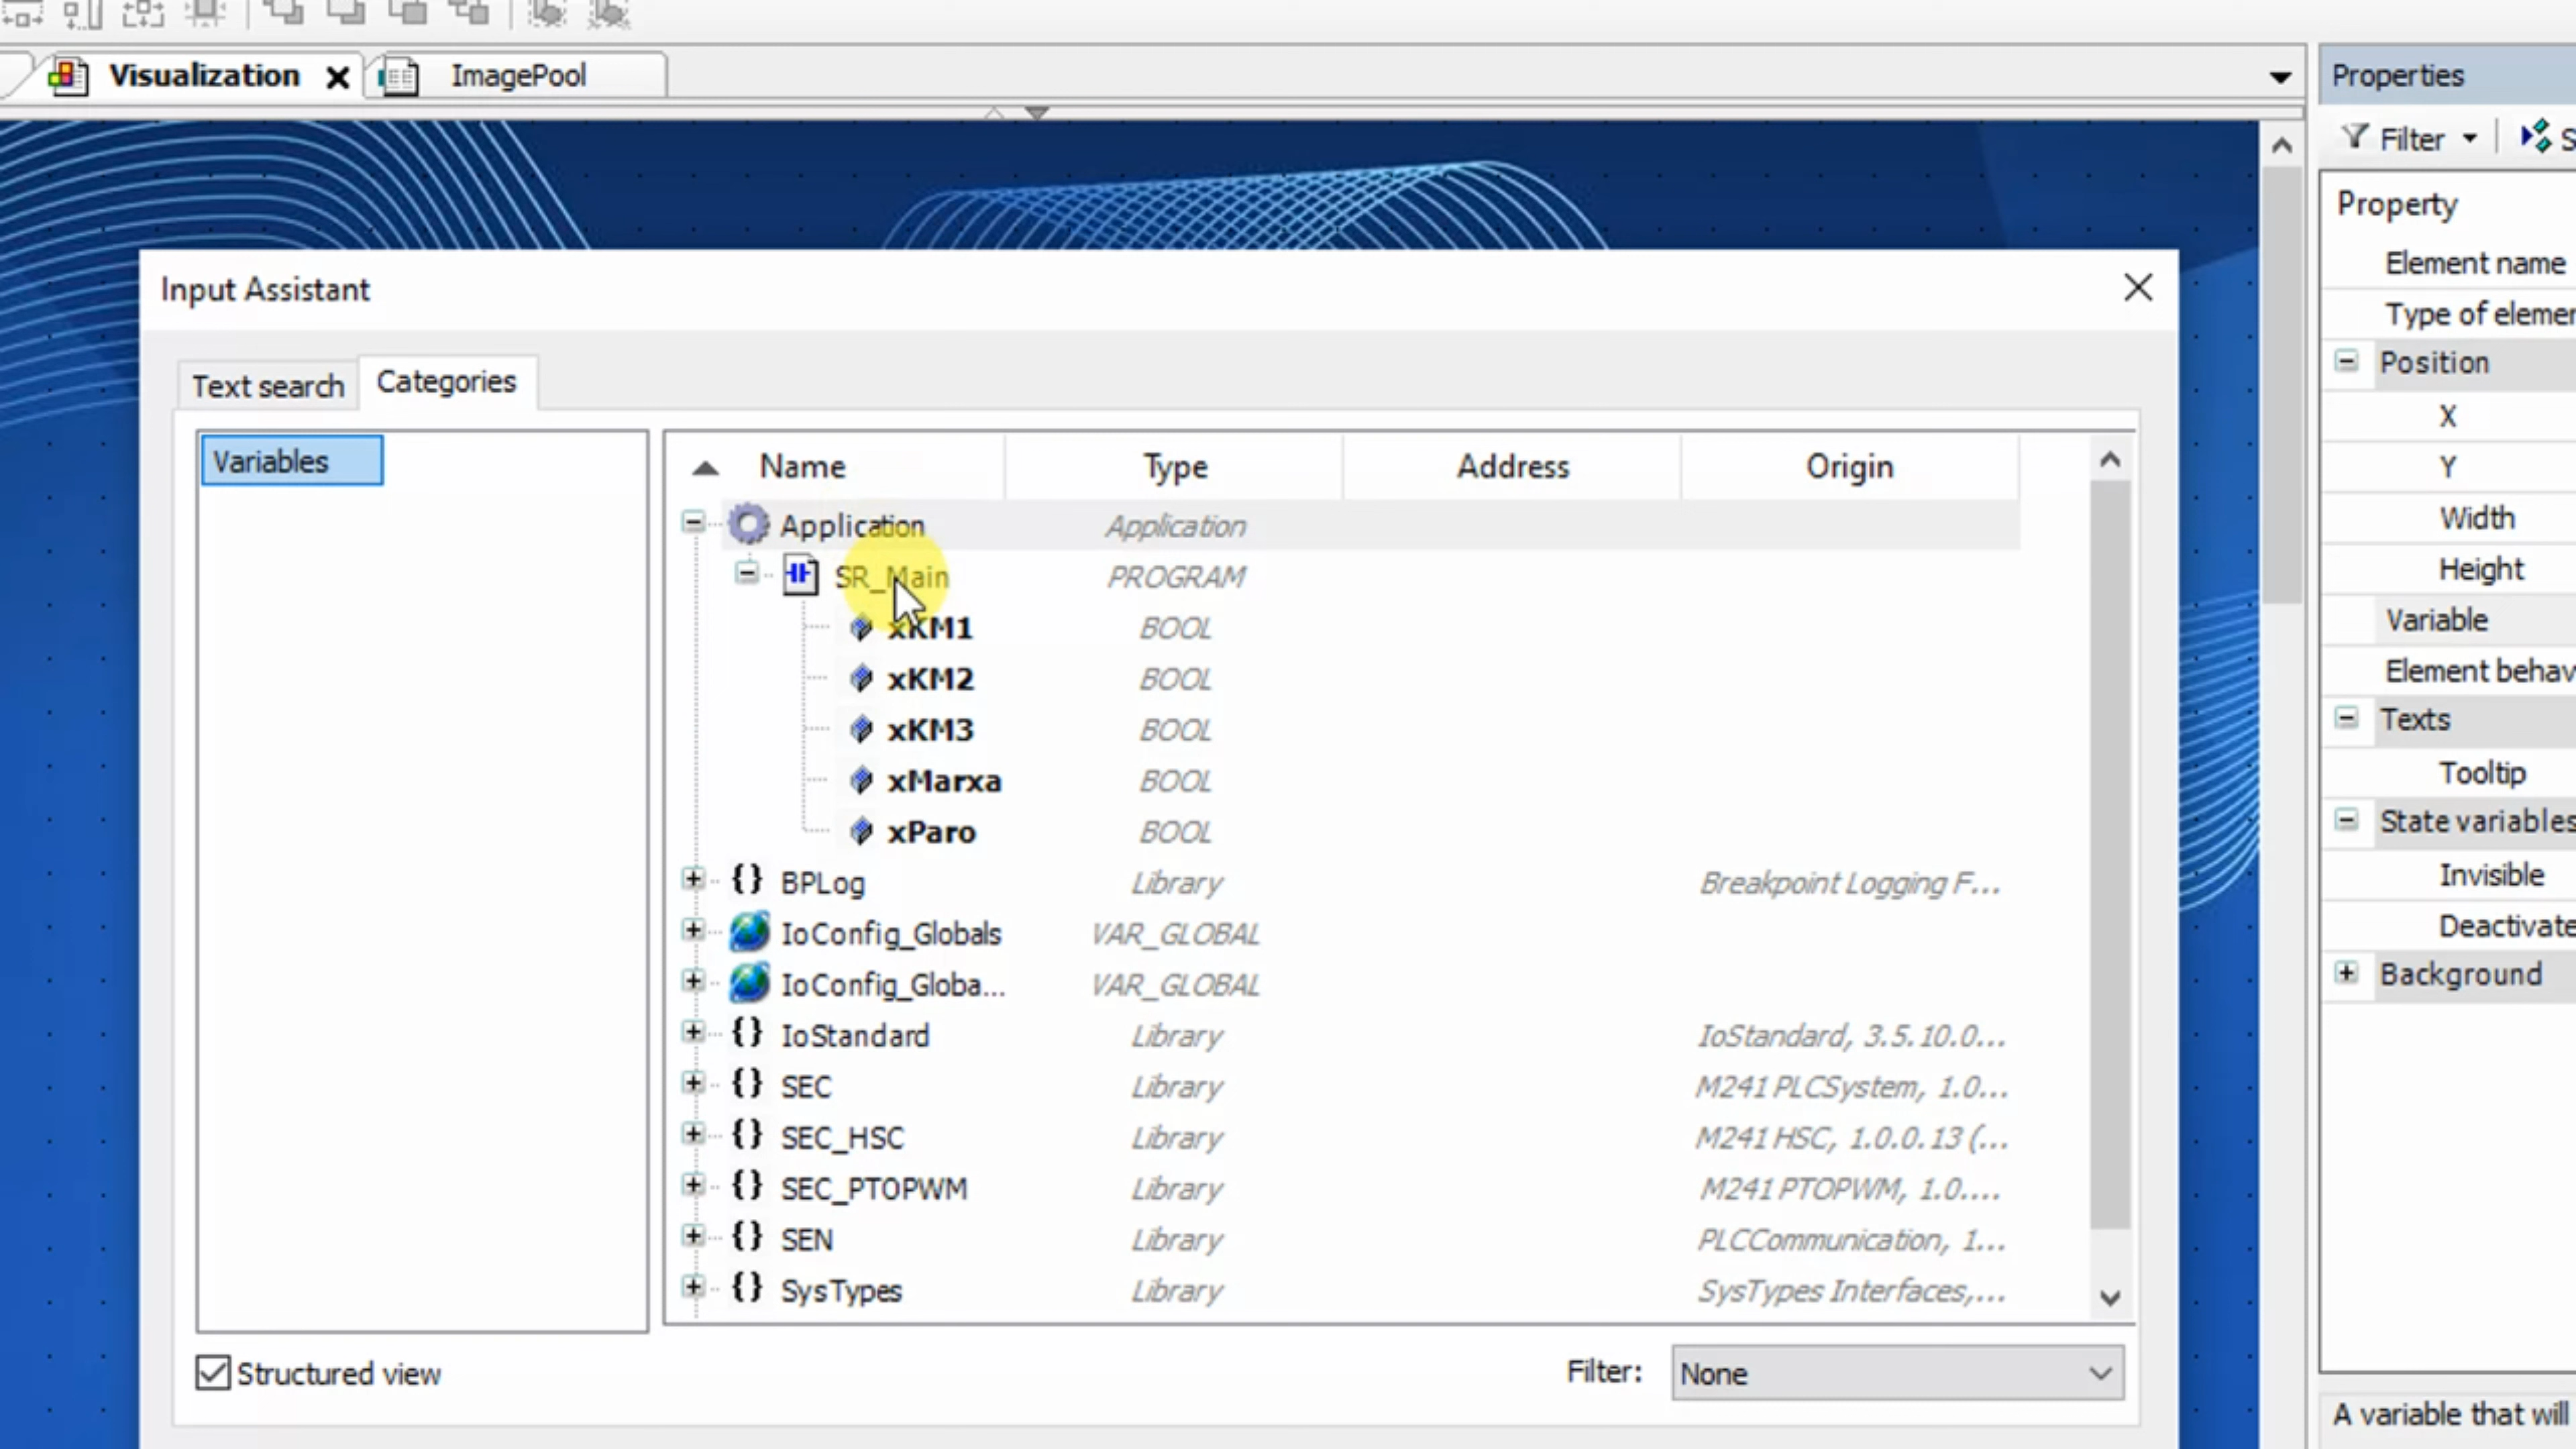 Visualization ImagePool
Properties
Filter
Property
Element name
Type of elemen
Position
X
Y
Width
Height
Variable
Element behav
Texts
Tooltip
State variables
Invisible
Deactivate
Background
A variable that will
Input Assistant
Text search Categories
Variables
Name Type Address Origin
Application Application
SR_Main PROGRAM
xKM1 BOOL
xKM2 BOOL
xKM3 BOOL
xMarxa BOOL
xParo BOOL
BPLog Library Breakpoint Logging F...
IoConfig_Globals VAR_GLOBAL
IoConfig_Globa... VAR_GLOBAL
IoStandard Library IoStandard, 3.5.10.0...
SEC Library M241 PLCSystem, 1.0...
SEC_HSC Library M241 HSC, 1.0.0.13 (...
SEC_PTOPWM Library M241 PTOPWM, 1.0....
SEN Library PLCCommunication, 1...
SysTypes Library SysTypes Interfaces,...
Structured view Filter: None